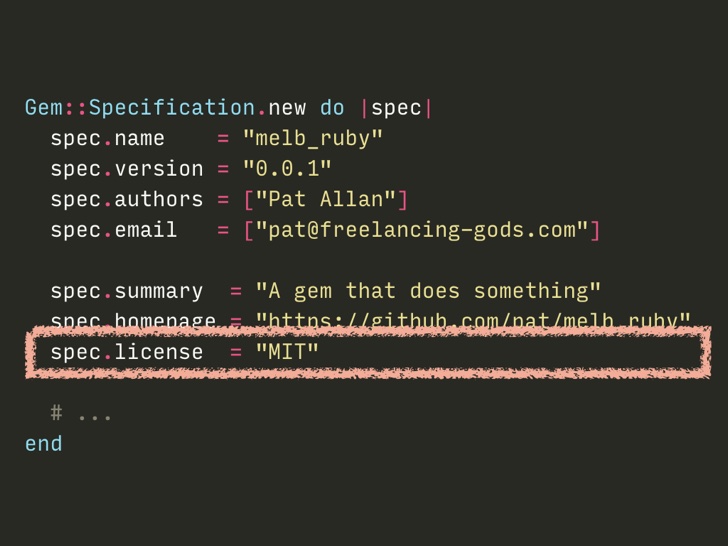 Gem::Specification.new do |spec|
  spec.name    = "melb_ruby"
  spec.version = "0.0.1"
  spec.authors = ["Pat Allan"]
  spec.email   = ["pat@freelancing-gods.com"]

  spec.summary  = "A gem that does something"
  spec.homepage = "https://github.com/pat/melb_ruby"
  spec.license  = "MIT"

  # ...
end